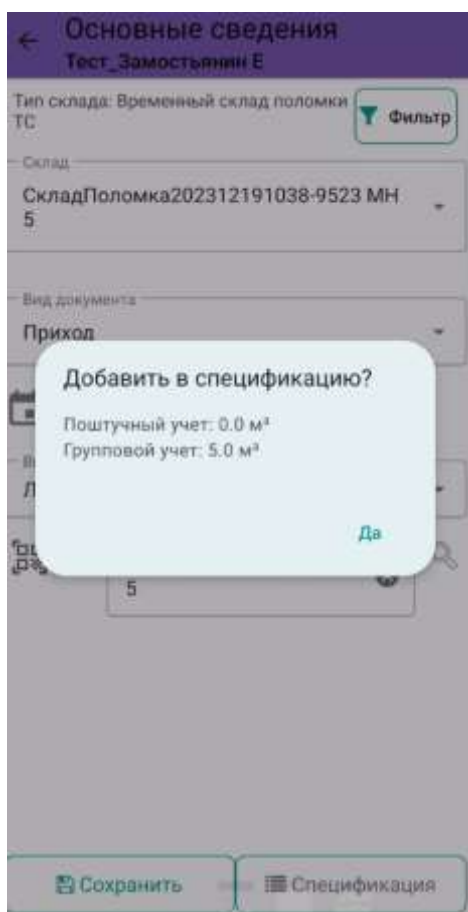 Основные сведения
Тест_Замостьянин Е
Тип склада: Временный склад поломки
ТС
Фильтр
Склад
СкладПоломка202312191038-9523 МН
5
Вид документа
Приход
Добавить в спецификацию?
Поштучный учет: 0.0 м³
Групповой учет: 5.0 м³
Да
5
Сохранить
Спецификация